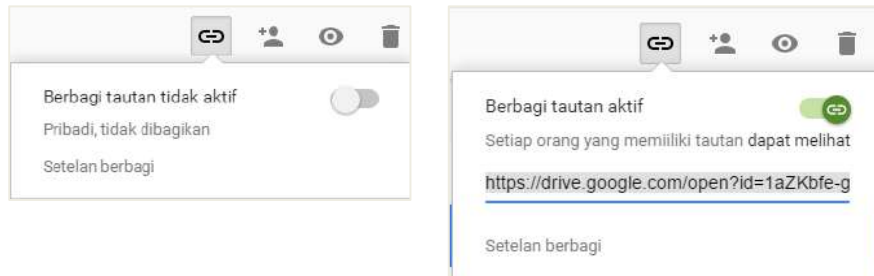 Berbagi tautan tidak aktif
Pribadi, tidak dibagikan
Setelan berbagi
Berbagi tautan aktif
Setiap orang yang memiiliki tautan dapat melihat
https://drive.google.com/open?id=1aZKbfe-g
Setelan berbagi